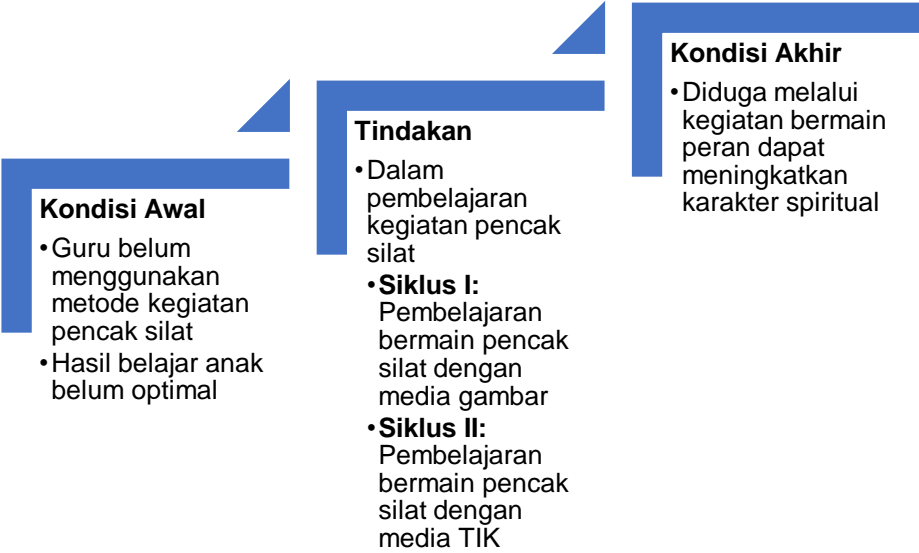 Kondisi Awal
•Guru belum
menggunakan
metode kegiatan
pencak silat
•Hasil belajar anak
belum optimal
Tindakan
•Dalam
pembelajaran
kegiatan pencak
silat
•Siklus I:
Pembelajaran
bermain pencak
silat dengan
media gambar
•Siklus II:
Pembelajaran
bermain pencak
silat dengan
media TIK
Kondisi Akhir
•Diduga melalui
kegiatan bermain
peran dapat
meningkatkan
karakter spiritual